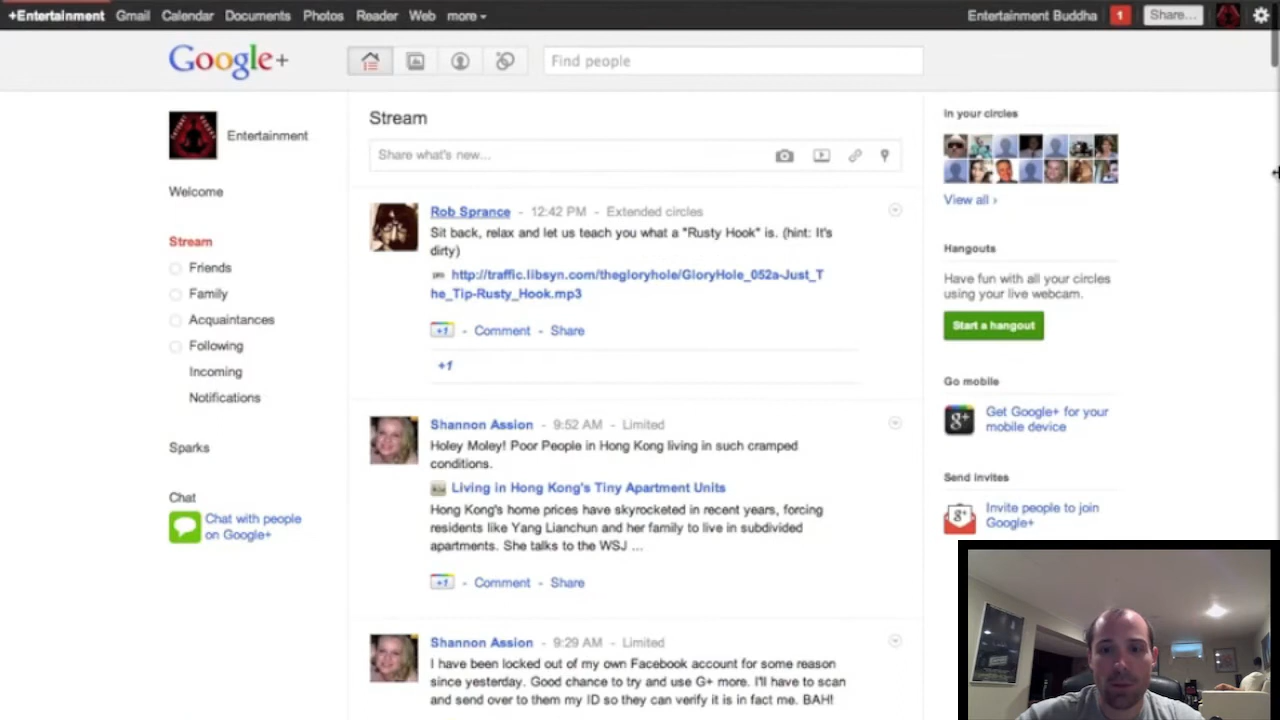 +Entertainment Gmail Calendar Documents Photos Reader Web more
Entertainment Buddha 1 Share...
Google+
Find people
Entertainment
Welcome
Stream
Friends
Family
Acquaintances
Following
Incoming
Notifications
Sparks
Chat
Chat with people
on Google+
Stream
Share what's new...
Rob Sprance - 12:42 PM - Extended circles
Sit back, relax and let us teach you what a "Rusty Hook" is. (hint: It's
dirty)
http://traffic.libsyn.com/thegloryhole/GloryHole_052a-Just_T
he_Tip-Rusty_Hook.mp3
+1 - Comment - Share
+1
Shannon Assion - 9:52 AM - Limited
Holey Moley! Poor People in Hong Kong living in such cramped
conditions.
Living in Hong Kong's Tiny Apartment Units
Hong Kong's home prices have skyrocketed in recent years, forcing
residents like Yang Lianchun and her family to live in subdivided
apartments. She talks to the WSJ ...
+1 - Comment - Share
Shannon Assion - 9:29 AM - Limited
I have been locked out of my own Facebook account for some reason
since yesterday. Good chance to try and use G+ more. I'll have to scan
and send over to them my ID so they can verify it is in fact me. BAH!
In your circles
View all ›
Hangouts
Have fun with all your circles
using your live webcam.
Start a hangout
Go mobile
g+ Get Google+ for your
mobile device
Send invites
g+ Invite people to join
Google+